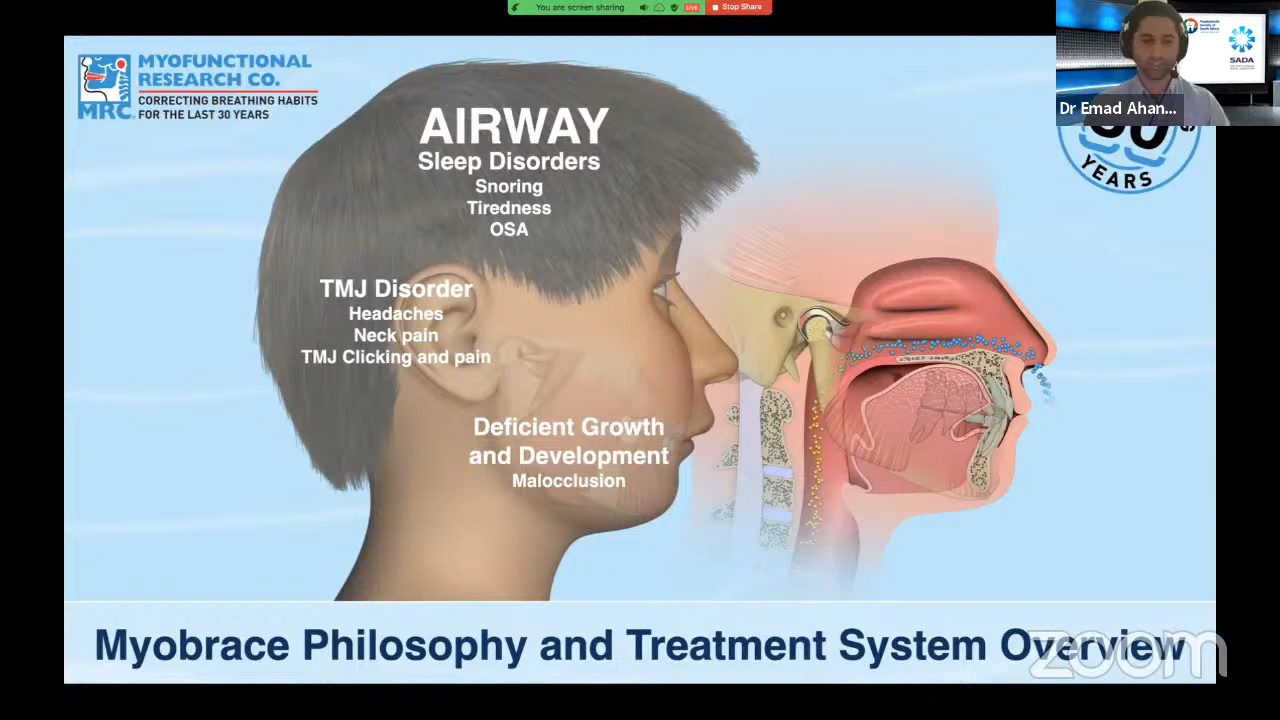 You are screen sharing
LIVE
Stop Share
MYOFUNCTIONAL
RESEARCH CO.
CORRECTING BREATHING HABITS
FOR THE LAST 30 YEARS
MRC
SADA
Dr Emad Ahan...
YEARS
AIRWAY
Sleep Disorders
Snoring
Tiredness
OSA
TMJ Disorder
Headaches
Neck pain
TMJ Clicking and pain
Deficient Growth
and Development
Malocclusion
Myobrace Philosophy and Treatment System Overview
zoom